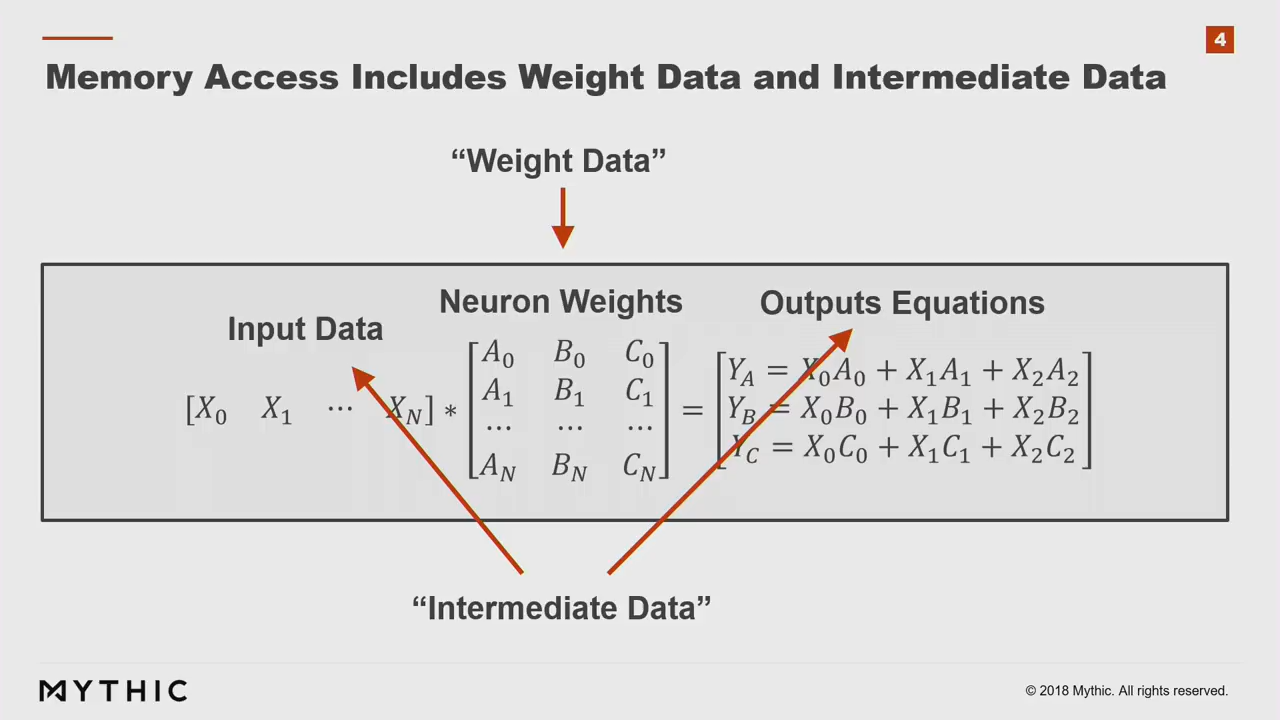 4
Memory Access Includes Weight Data and Intermediate Data
“Weight Data”
Input Data
Neuron Weights
Outputs Equations
[X₀ X₁ ⋯ X_N] * [A₀ B₀ C₀
A₁ B₁ C₁
⋯ ⋯ ⋯
A_N B_N C_N]
=
[Y_A = X₀A₀ + X₁A₁ + X₂A₂
Y_B = X₀B₀ + X₁B₁ + X₂B₂
Y_C = X₀C₀ + X₁C₁ + X₂C₂]
“Intermediate Data”
MYTHIC
© 2018 Mythic. All rights reserved.